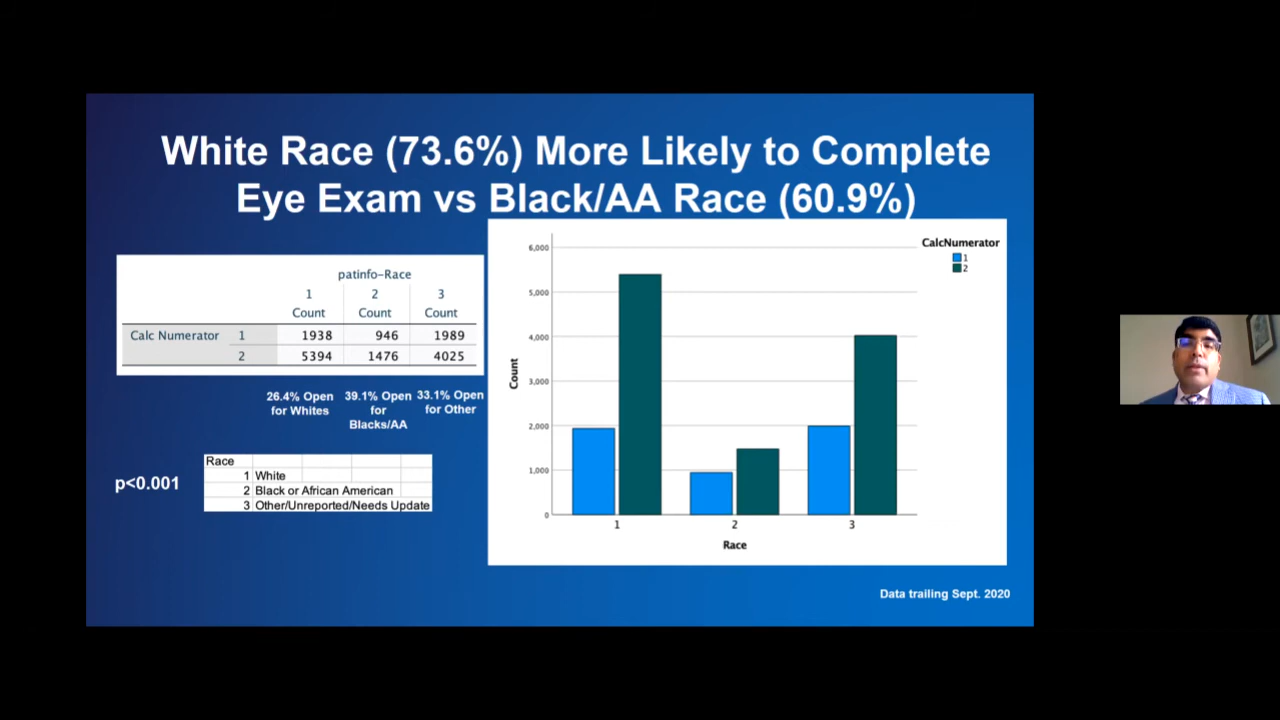 White Race (73.6%) More Likely to Complete
Eye Exam vs Black/AA Race (60.9%)
patinfo-Race
1 2 3
Count Count Count
Calc Numerator 1 1938 946 1989
2 5394 1476 4025
26.4% Open
for Whites
39.1% Open
for
Blacks/AA
33.1% Open
for Other
p<0.001
Race
1 White
2 Black or African American
3 Other/Unreported/Needs Update
CalcNumerator
1
2
6,000
5,000
4,000
3,000
2,000
1,000
0
Count
1 2 3
Race
Data trailing Sept. 2020